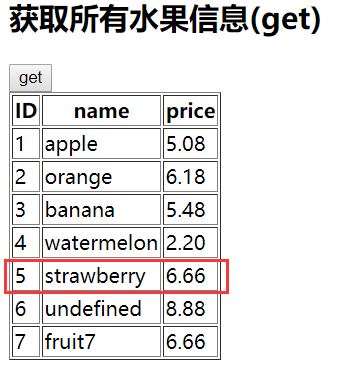 获取所有水果信息(get)
get
ID name price
1 apple 5.08
2 orange 6.18
3 banana 5.48
4 watermelon 2.20
5 strawberry 6.66
6 undefined 8.88
7 fruit7 6.66